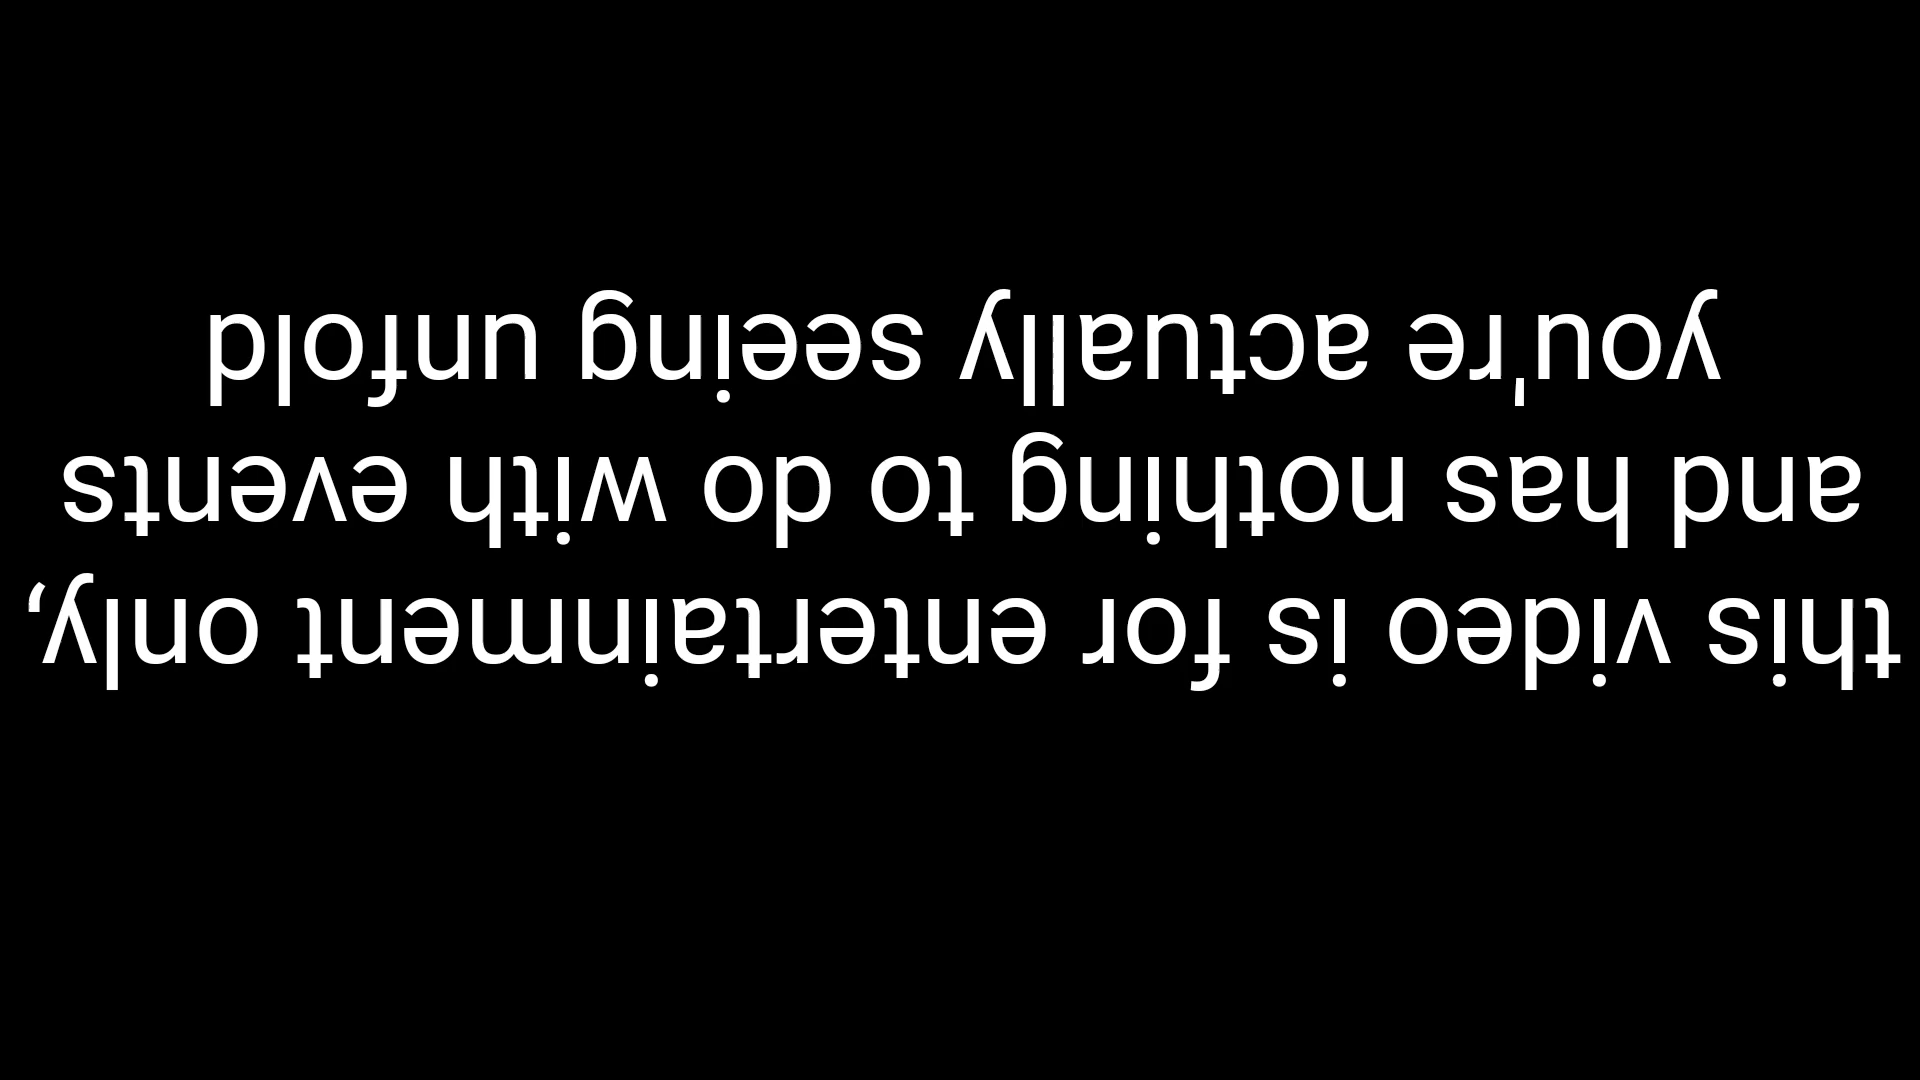 this video is for entertainment only,
and has nothing to do with events
you're actually seeing unfold